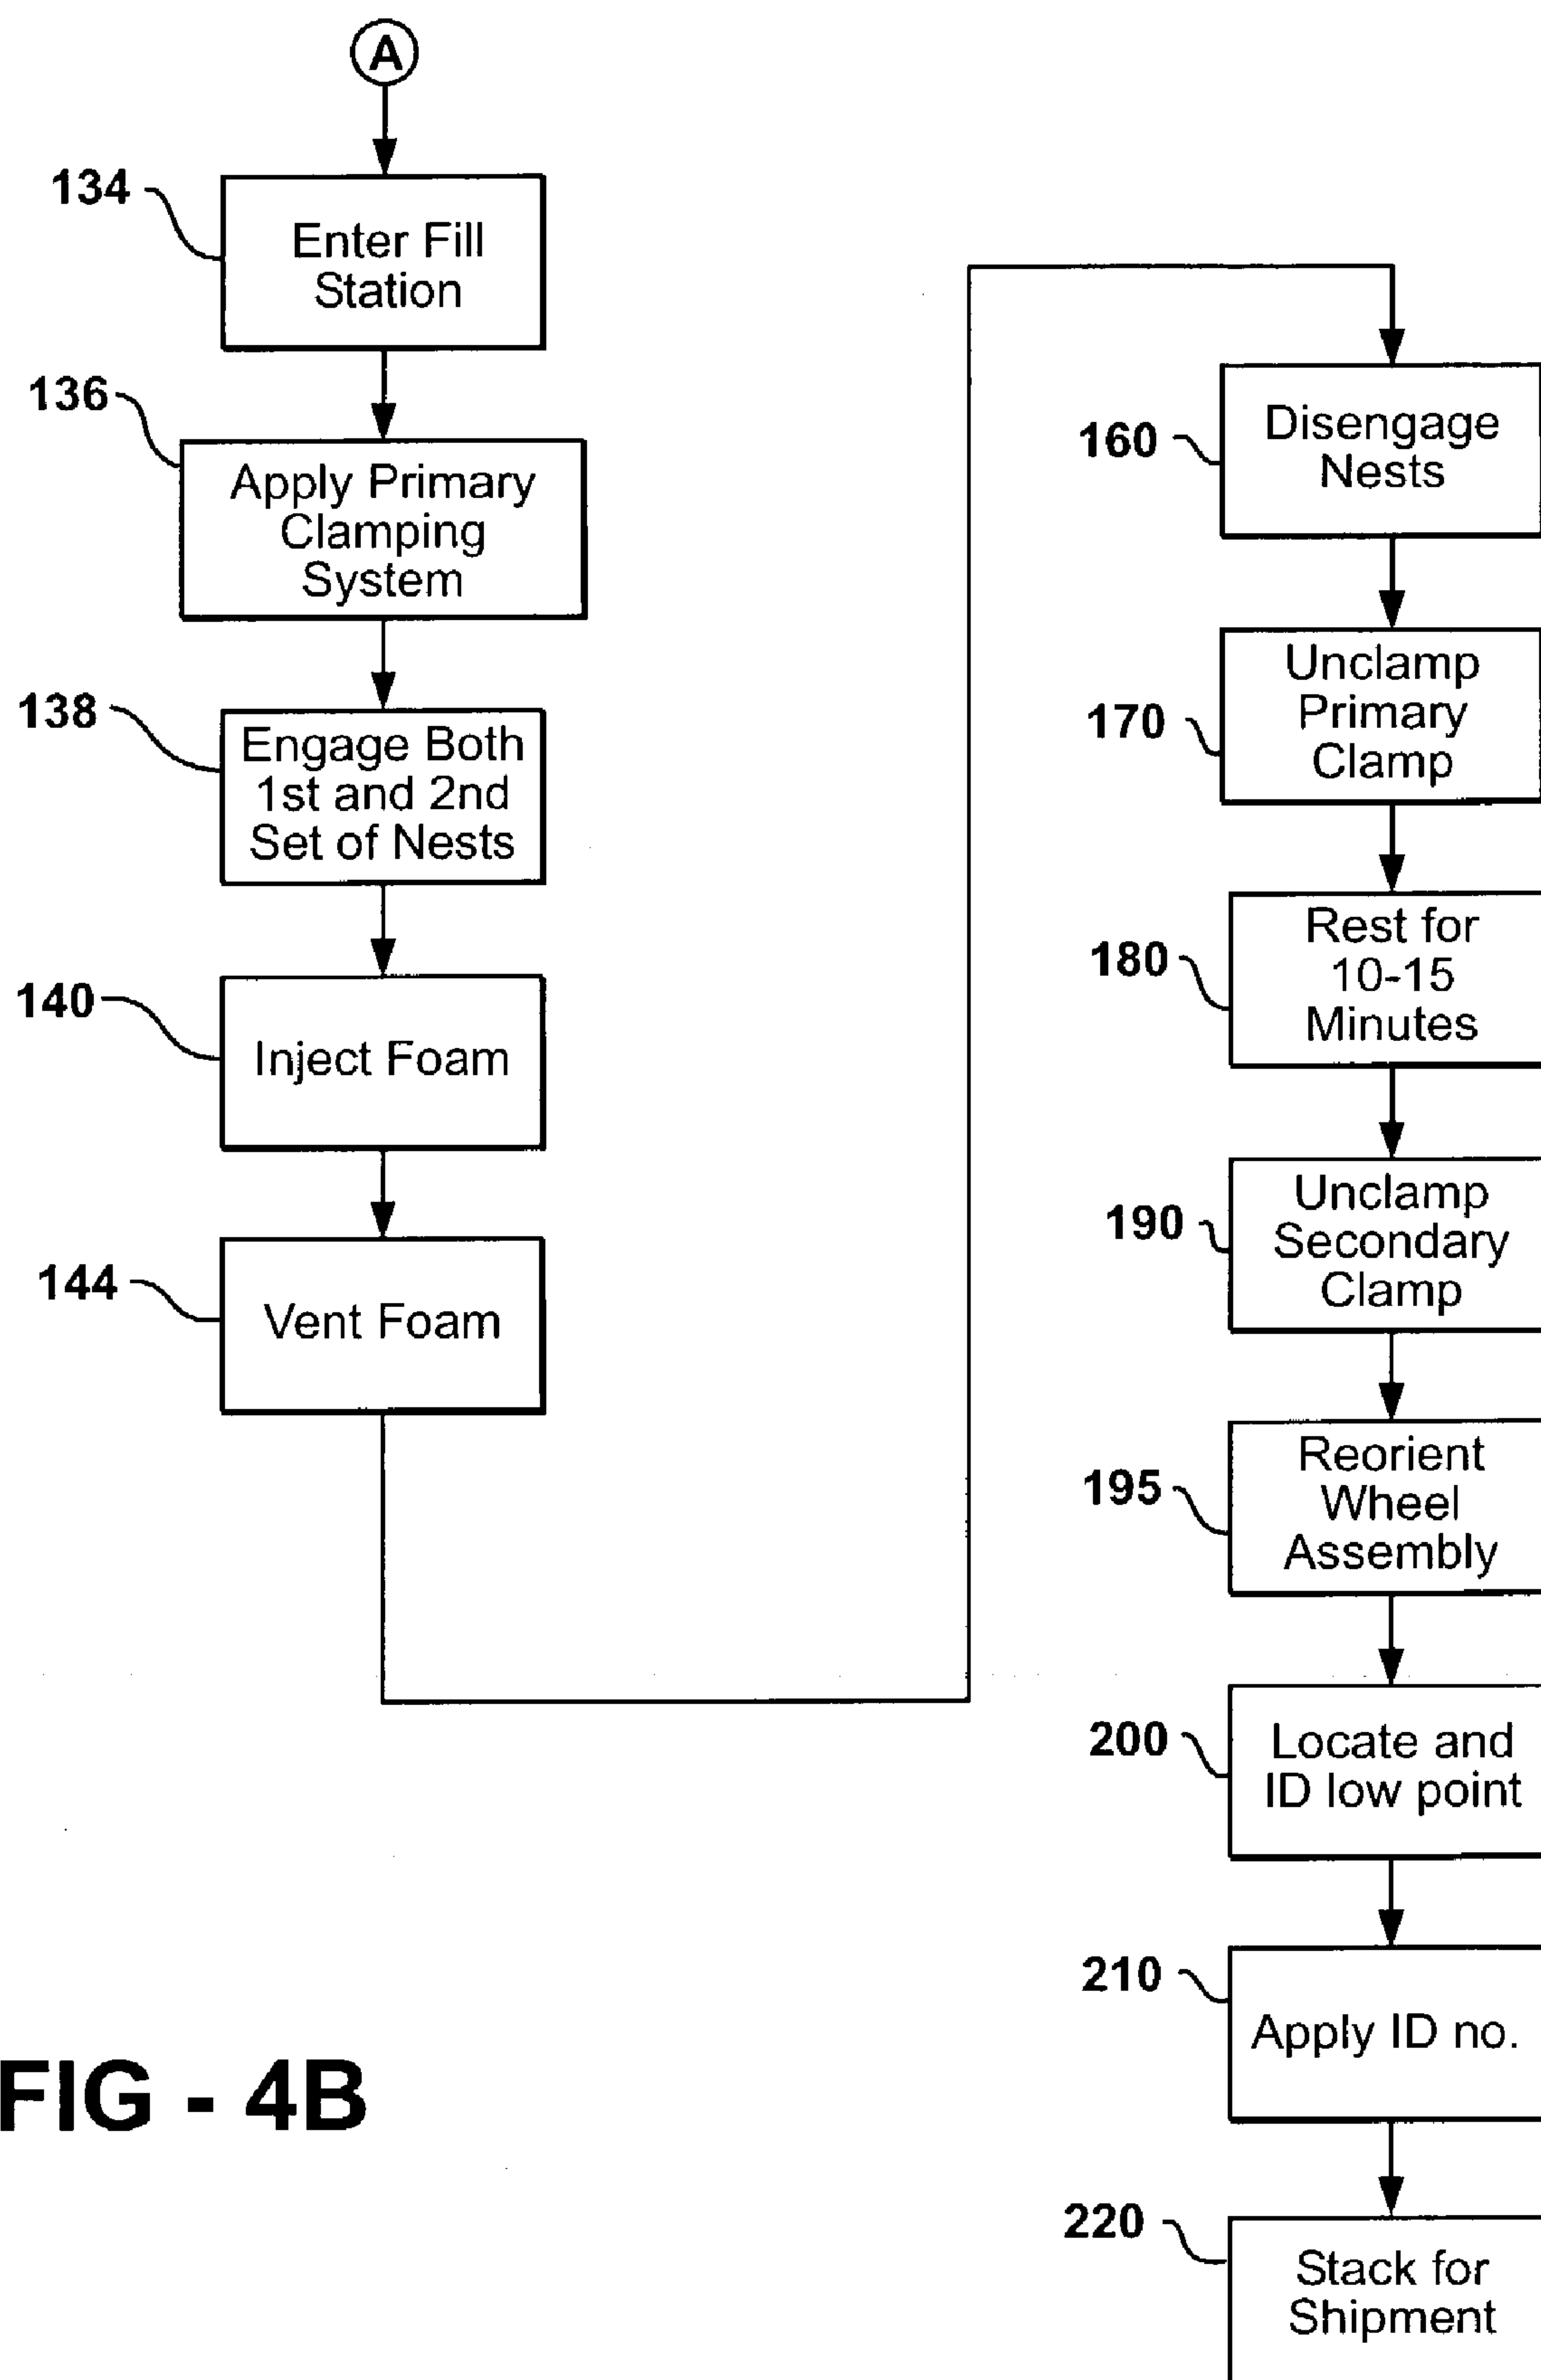 A
134
Enter Fill
Station
136
Apply Primary
Clamping
System
138
Engage Both
1st and 2nd
Set of Nests
140
Inject Foam
144
Vent Foam
160
Disengage
Nests
170
Unclamp
Primary
Clamp
180
Rest for
10-15
Minutes
190
Unclamp
Secondary
Clamp
195
Reorient
Wheel
Assembly
200
Locate and
ID low point
210
Apply ID no.
220
Stack for
Shipment
FIG - 4B